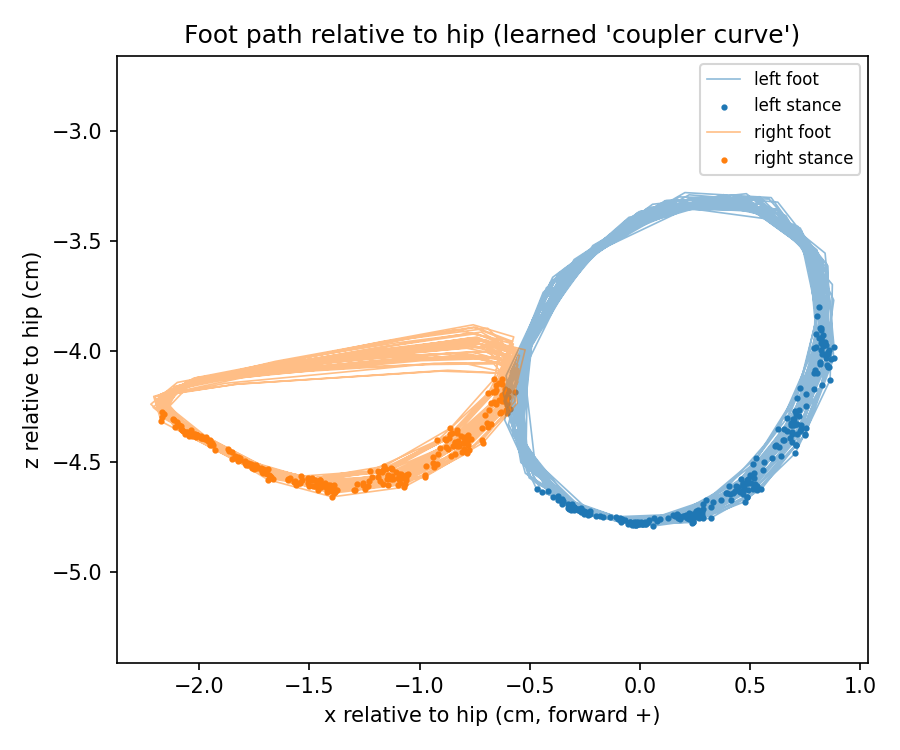 Foot path relative to hip (learned 'coupler curve')
left foot
left stance
right foot
right stance
−3.0
−3.5
−4.0
−4.5
−5.0
z relative to hip (cm)
−2.0 −1.5 −1.0 −0.5 0.0 0.5 1.0
x relative to hip (cm, forward +)